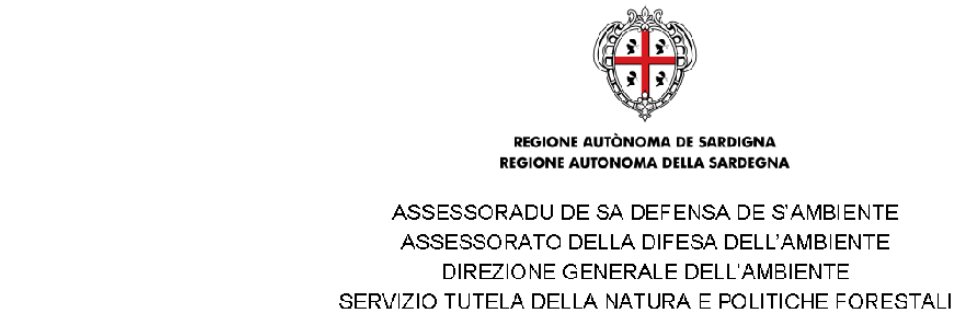 REGIONE AUTÒNOMA DE SARDIGNA
REGIONE AUTONOMA DELLA SARDEGNA
ASSESSORADU DE SA DEFENSA DE S'AMBIENTE
ASSESSORATO DELLA DIFESA DELL'AMBIENTE
DIREZIONE GENERALE DELL'AMBIENTE
SERVIZIO TUTELA DELLA NATURA E POLITICHE FORESTALI